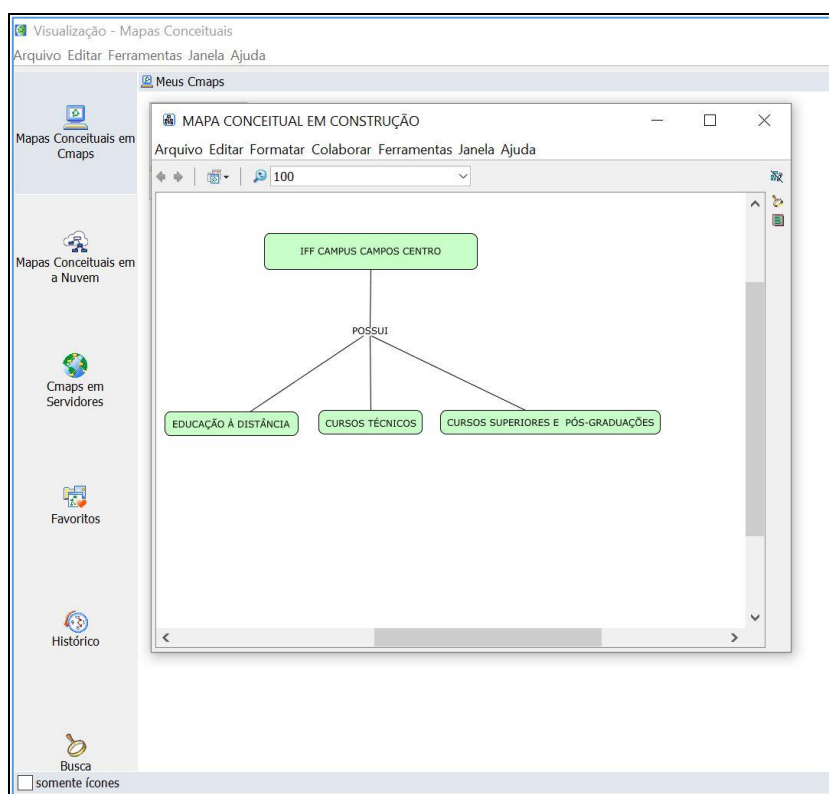 Visualização - Mapas Conceituais
Arquivo Editar Ferramentas Janela Ajuda
Meus Cmaps
Mapas Conceituais em
Cmaps
Mapas Conceituais em
a Nuvem
Cmaps em
Servidores
Favoritos
Histórico
Busca
somente ícones
MAPA CONCEITUAL EM CONSTRUÇÃO
Arquivo Editar Formatar Colaborar Ferramentas Janela Ajuda
100
IFF CAMPUS CAMPOS CENTRO
POSSUI
EDUCAÇÃO À DISTÂNCIA
CURSOS TÉCNICOS
CURSOS SUPERIORES E PÓS-GRADUAÇÕES